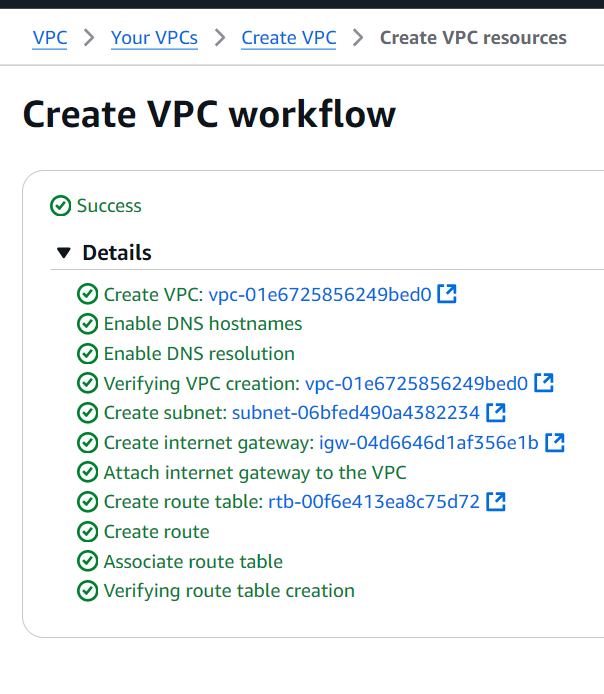 VPC > Your VPCs > Create VPC > Create VPC resources
Create VPC workflow
Success
Details
Create VPC: vpc-01e6725856249bed0
Enable DNS hostnames
Enable DNS resolution
Verifying VPC creation: vpc-01e6725856249bed0
Create subnet: subnet-06bfed490a4382234
Create internet gateway: igw-04d6646d1af356e1b
Attach internet gateway to the VPC
Create route table: rtb-00f6e413ea8c75d72
Create route
Associate route table
Verifying route table creation